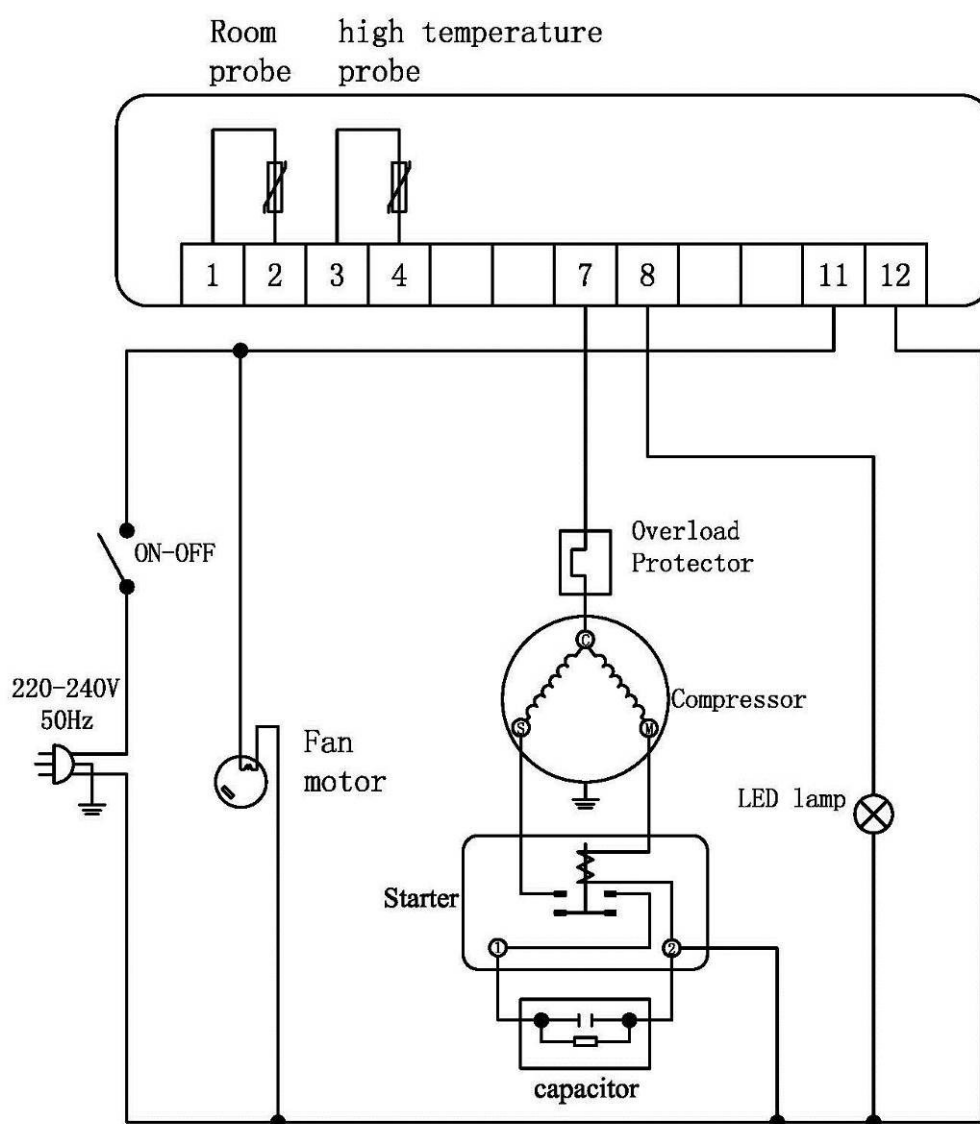 Room probe
high temperature probe
1 2 3 4 7 8 11 12
ON-OFF
Overload
Protector
C
220-240V
50Hz
S
M
Compressor
Fan
motor
LED lamp
Starter
1
2
capacitor